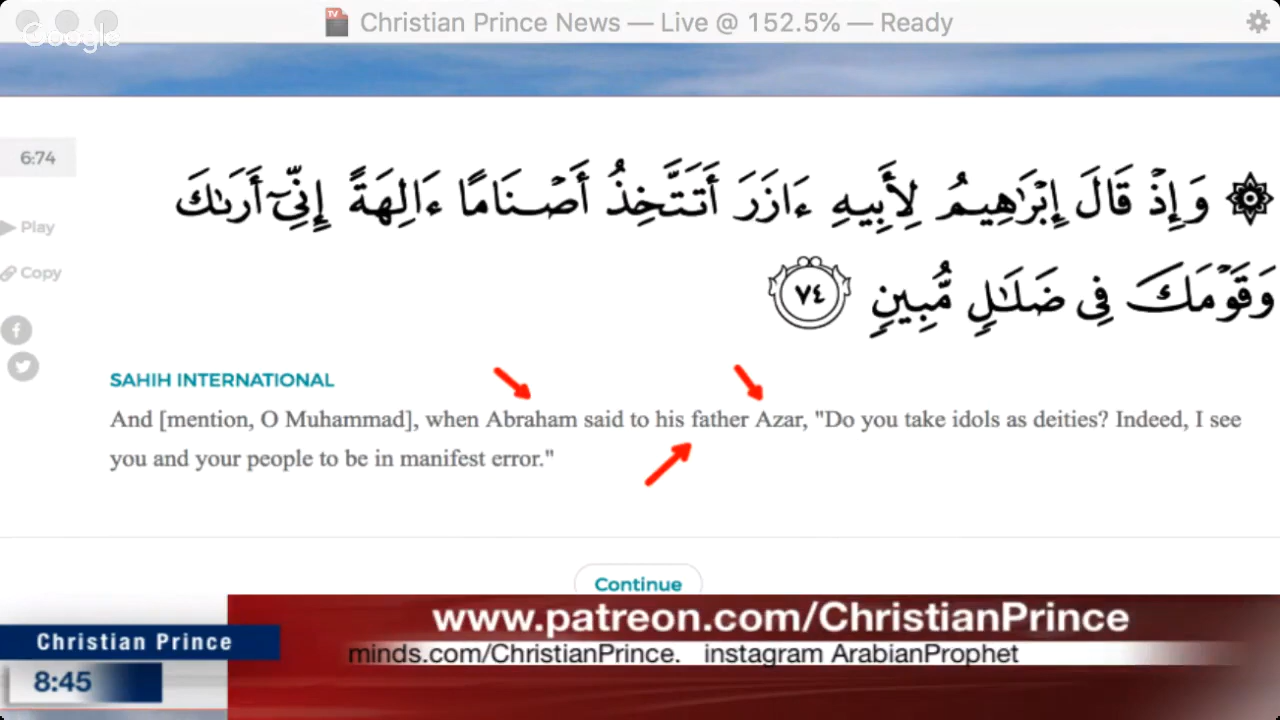 Christian Prince News — Live @ 152.5% — Ready
Google
TV
6:74
۞ وَإِذْ قَالَ إِبْرَٰهِيمُ لِأَبِيهِ ءَازَرَ أَتَتَّخِذُ أَصْنَامًا ءَالِهَةً إِنِّىٓ أَرَىٰكَ
وَقَوْمَكَ فِى ضَلَٰلٍ مُّبِينٍ ٧٤
Play
Copy
SAHIH INTERNATIONAL
And [mention, O Muhammad], when Abraham said to his father Azar, "Do you take idols as deities? Indeed, I see
you and your people to be in manifest error."
Continue
www.patreon.com/ChristianPrince
Christian Prince
minds.com/ChristianPrince. instagram ArabianProphet
8:45